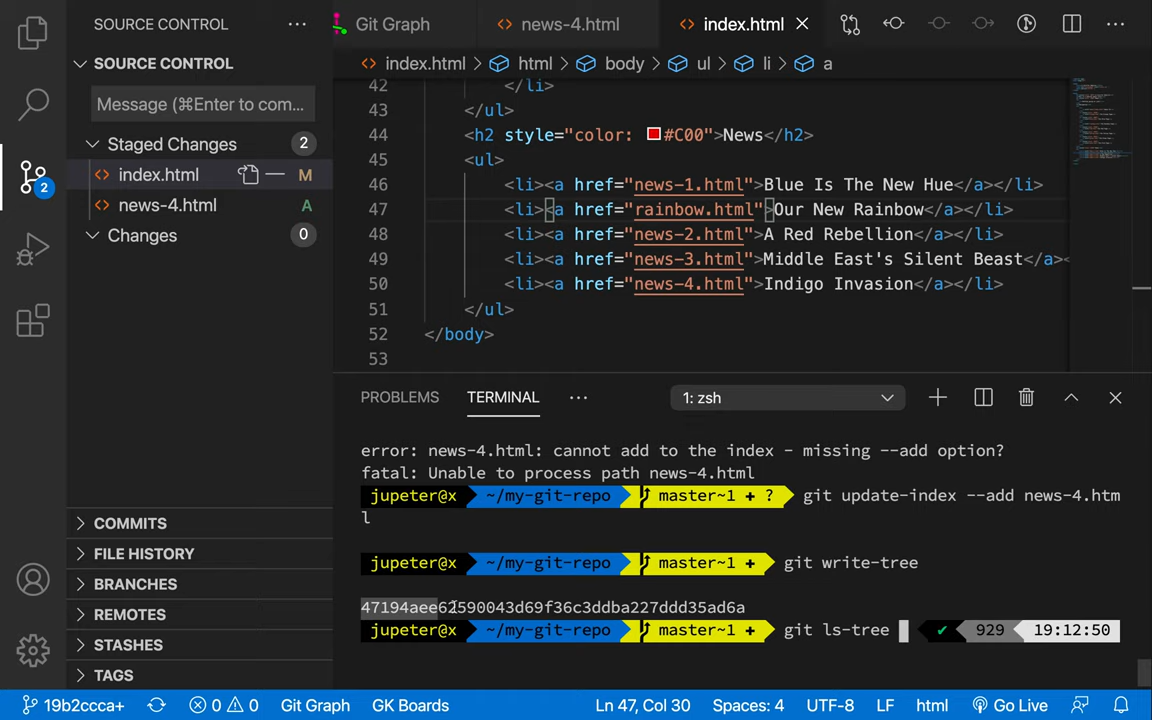 SOURCE CONTROL ...
Git Graph
<> news-4.html
<> index.html
SOURCE CONTROL
<> index.html > html > body > ul > li > a
Message (⌘Enter to com...
Staged Changes 2
<> index.html M
<> news-4.html A
Changes 0
42 </li>
43 </ul>
44 <h2 style="color: #C00">News</h2>
45 <ul>
46 <li><a href="news-1.html">Blue Is The New Hue</a></li>
47 <li><a href="rainbow.html">Our New Rainbow</a></li>
48 <li><a href="news-2.html">A Red Rebellion</a></li>
49 <li><a href="news-3.html">Middle East's Silent Beast</a><
50 <li><a href="news-4.html">Indigo Invasion</a></li>
51 </ul>
52 </body>
53
2
PROBLEMS TERMINAL ... 1: zsh
error: news-4.html: cannot add to the index - missing --add option?
fatal: Unable to process path news-4.html
jupeter@x ~/my-git-repo master~1 + ? git update-index --add news-4.htm
l
jupeter@x ~/my-git-repo master~1 + git write-tree
47194aee62590043d69f36c3ddba227ddd35ad6a
jupeter@x ~/my-git-repo master~1 + git ls-tree ✔ 929 19:12:50
COMMITS
FILE HISTORY
BRANCHES
REMOTES
STASHES
TAGS
19b2ccca+ 0 0 Git Graph GK Boards Ln 47, Col 30 Spaces: 4 UTF-8 LF html Go Live